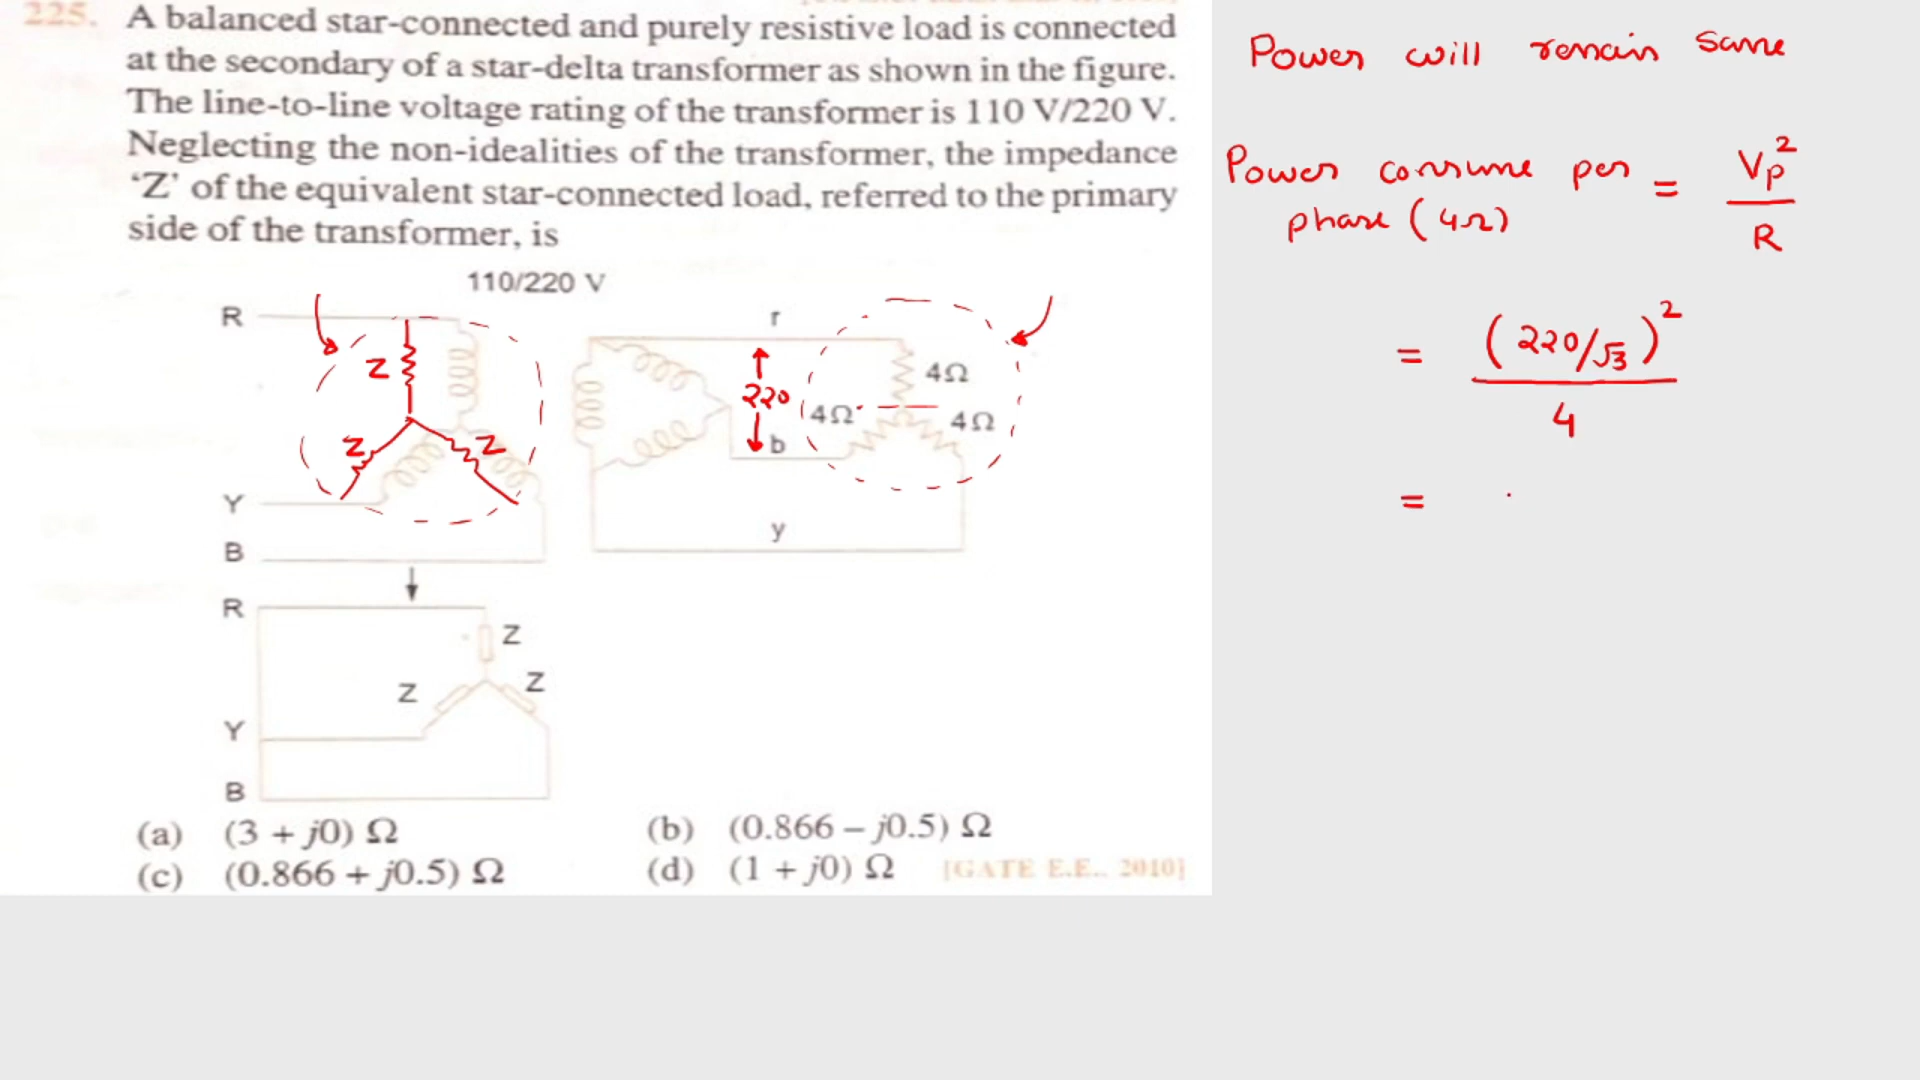 225. A balanced star-connected and purely resistive load is connected
at the secondary of a star-delta transformer as shown in the figure.
The line-to-line voltage rating of the transformer is 110 V/220 V.
Neglecting the non-idealities of the transformer, the impedance
'Z' of the equivalent star-connected load, referred to the primary
side of the transformer, is
110/220 V
R
Z
Z
Z
Y
B
r
220
b
y
4Ω
4Ω
4Ω
R
Z
Z
Z
Y
B
(a) (3 + j0) Ω
(b) (0.866 – j0.5) Ω
(c) (0.866 + j0.5) Ω
(d) (1 + j0) Ω [GATE E.E.. 2010]
Power will remain same
Power consume per phase (4Ω) = Vp² / R
= (220/√3)² / 4
=